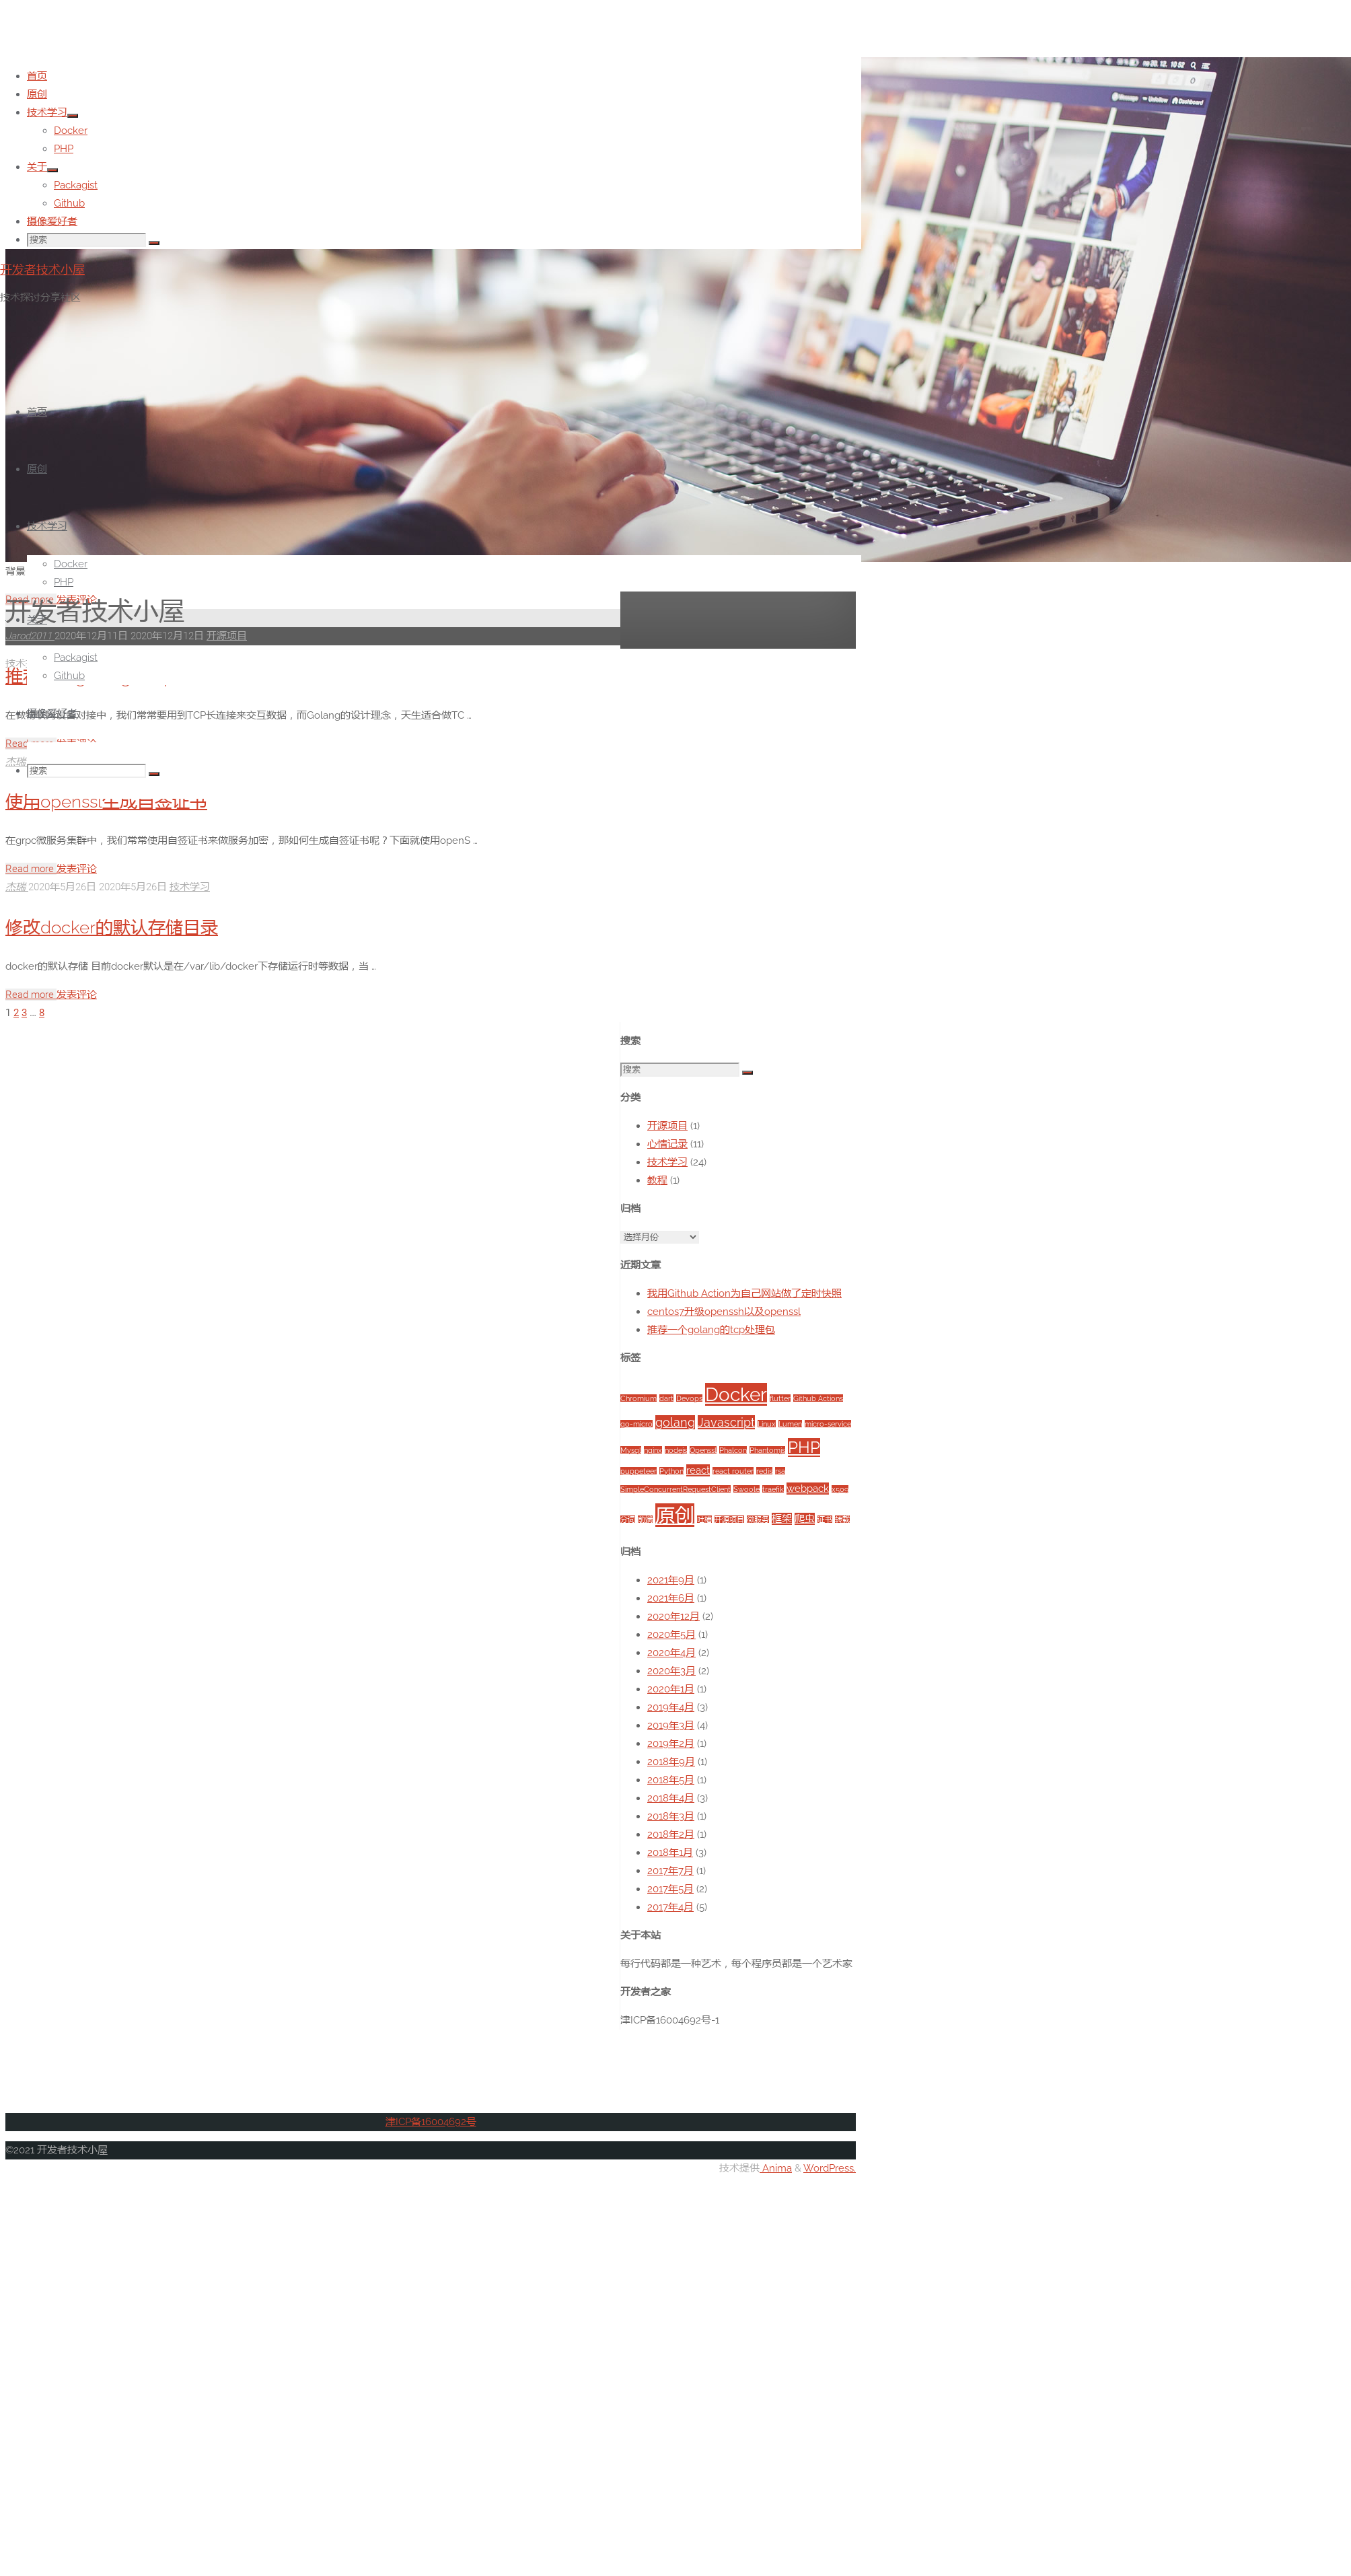 首页
原创
技术学习
Docker
PHP
关于
Packagist
Github
摄像爱好者
搜索
开发者技术小屋
技术探讨分享社区
首页
原创
技术学习
Docker
PHP
背景
Read more 发表评论
开发者技术小屋
关于
Jarod2011 2020年12月11日 2020年12月12日 开源项目
Packagist
技术
Github
摄像爱好者
我们常常要用到TCP长连接来交互数据，而Golang的设计理念，天生适合做TC …
Read
杰瑞
搜索
使用openssl生成自签证书
在grpc微服务集群中，我们常常使用自签证书来做服务加密，那如何生成自签证书呢？下面就使用openS …
Read more 发表评论
杰瑞 2020年5月26日 2020年5月26日 技术学习
修改docker的默认存储目录
docker的默认存储 目前docker默认是在/var/lib/docker下存储运行时等数据，当 …
Read more 发表评论
1 2 3 … 8
搜索
搜索
分类
开源项目 (1)
心情记录 (11)
技术学习 (24)
教程 (1)
归档
选择月份
近期文章
我用Github Action为自己网站做了定时快照
centos7升级openssh以及openssl
推荐一个golang的tcp处理包
标签
Chromium dart Devops Docker flutter Github Actions
go-micro golang Javascript Linux Lumen micro-service
Mysql nginx nodejs Openssl Phalcon Phantomjs PHP
puppeteer Python react react router redis rsa
SimpleConcurrentRequestClient Swoole traefik webpack
原创 吐槽 开源项目 框架 爬虫 证书
归档
2021年9月 (1)
2021年6月 (1)
2020年12月 (2)
2020年5月 (1)
2020年4月 (2)
2020年3月 (2)
2020年1月 (1)
2019年4月 (3)
2019年3月 (4)
2019年2月 (1)
2018年9月 (1)
2018年5月 (1)
2018年4月 (3)
2018年3月 (1)
2018年2月 (1)
2018年1月 (3)
2017年7月 (1)
2017年5月 (2)
2017年4月 (5)
关于本站
每行代码都是一种艺术，每个程序员都是一个艺术家
开发者之家
津ICP备16004692号-1
津ICP备16004692号
©2021 开发者技术小屋
技术提供 Anima & WordPress.